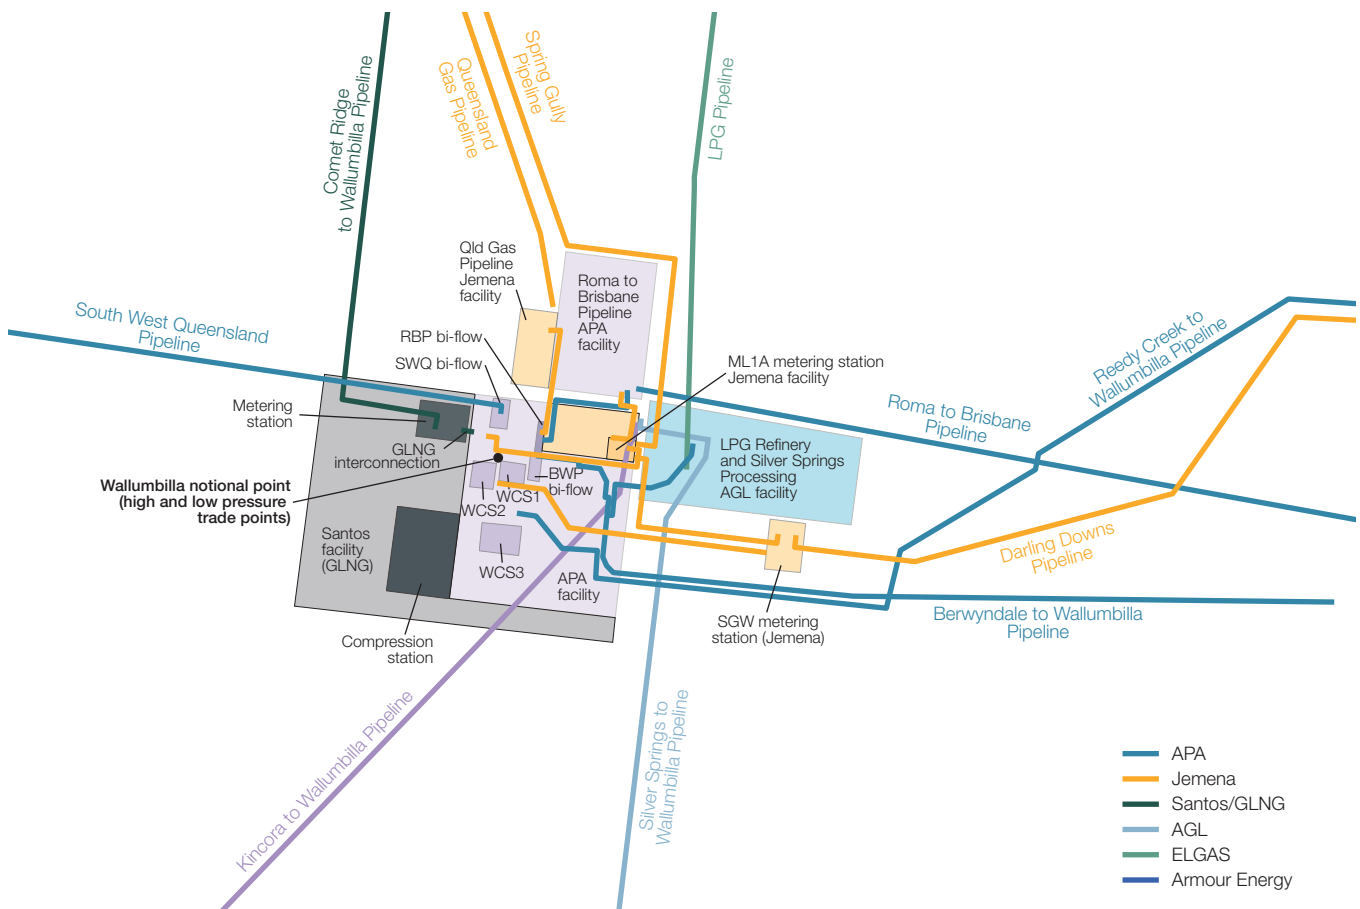 Comet Ridge
to Wallumbilla Pipeline
Queensland
Gas Pipeline
Spring Gully
Pipeline
LPG Pipeline
South West Queensland
Pipeline
Qld Gas
Pipeline
Jemena
facility
Roma to
Brisbane
Pipeline
APA
facility
RBP bi-flow
SWQ bi-flow
ML1A metering station
Jemena facility
Reedy Creek to
Wallumbilla Pipeline
Roma to Brisbane
Pipeline
Metering
station
GLNG
interconnection
LPG Refinery
and Silver Springs
Processing
AGL facility
Wallumbilla notional point
(high and low pressure
trade points)
BWP
bi-flow
WCS1
WCS2
WCS3
Santos
facility
(GLNG)
APA
facility
Darling Downs
Pipeline
Berwyndale to Wallumbilla
Pipeline
SGW metering
station (Jemena)
Compression
station
Kincora to Wallumbilla Pipeline
Silver Springs to
Wallumbilla Pipeline
APA
Jemena
Santos/GLNG
AGL
ELGAS
Armour Energy